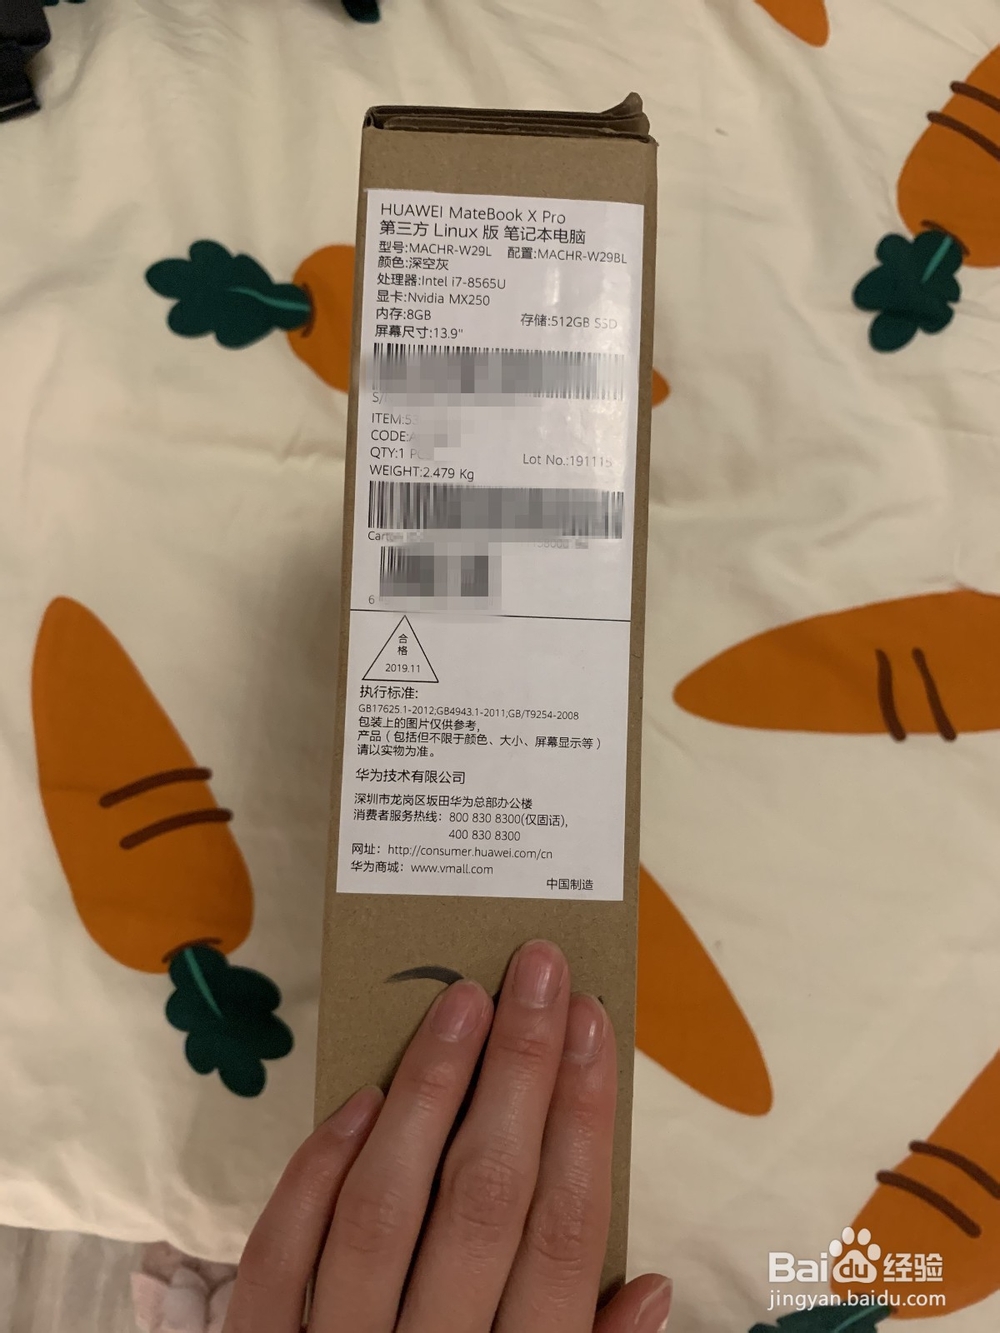 HUAWEI MateBook X Pro
第三方 Linux 版 笔记本电脑
型号:MACHR-W29L 配置:MACHR-W29BL
颜色:深空灰
处理器:Intel i7-8565U
显卡:Nvidia MX250
内存:8GB 存储:512GB SSD
屏幕尺寸:13.9"
S/
ITEM:53
CODE:A
QTY:1 Lot No.:191115
WEIGHT:2.479 Kg
6
合
格
2019.11
执行标准:
GB17625.1-2012;GB4943.1-2011;GB/T9254-2008
包装上的图片仅供参考,
产品（包括但不限于颜色、大小、屏幕显示等）
请以实物为准。
华为技术有限公司
深圳市龙岗区坂田华为总部办公楼
消费者服务热线：800 830 8300(仅固话),
400 830 8300
网址：http://consumer.huawei.com/cn
华为商城：www.vmall.com
中国制造
Baidu 经验
jingyan.baidu.com